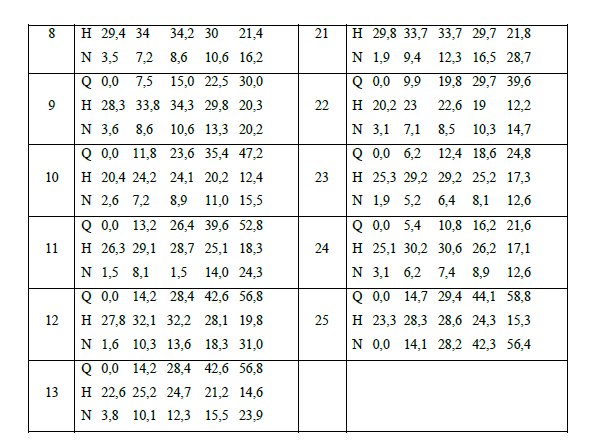 8 H 29,4 34 34,2 30 21,4 21 H 29,8 33,7 33,7 29,7 21,8
N 3,5 7,2 8,6 10,6 16,2 N 1,9 9,4 12,3 16,5 28,7
Q 0,0 7,5 15,0 22,5 30,0 Q 0,0 9,9 19,8 29,7 39,6
9 H 28,3 33,8 34,3 29,8 20,3 22 H 20,2 23 22,6 19 12,2
N 3,6 8,6 10,6 13,3 20,2 N 3,1 7,1 8,5 10,3 14,7
Q 0,0 11,8 23,6 35,4 47,2 Q 0,0 6,2 12,4 18,6 24,8
10 H 20,4 24,2 24,1 20,2 12,4 23 H 25,3 29,2 29,2 25,2 17,3
N 2,6 7,2 8,9 11,0 15,5 N 1,9 5,2 6,4 8,1 12,6
Q 0,0 13,2 26,4 39,6 52,8 Q 0,0 5,4 10,8 16,2 21,6
11 H 26,3 29,1 28,7 25,1 18,3 24 H 25,1 30,2 30,6 26,2 17,1
N 1,5 8,1 1,5 14,0 24,3 N 3,1 6,2 7,4 8,9 12,6
Q 0,0 14,2 28,4 42,6 56,8 Q 0,0 14,7 29,4 44,1 58,8
12 H 27,8 32,1 32,2 28,1 19,8 25 H 23,3 28,3 28,6 24,3 15,3
N 1,6 10,3 13,6 18,3 31,0 N 0,0 14,1 28,2 42,3 56,4
Q 0,0 14,2 28,4 42,6 56,8
13 H 22,6 25,2 24,7 21,2 14,6
N 3,8 10,1 12,3 15,5 23,9